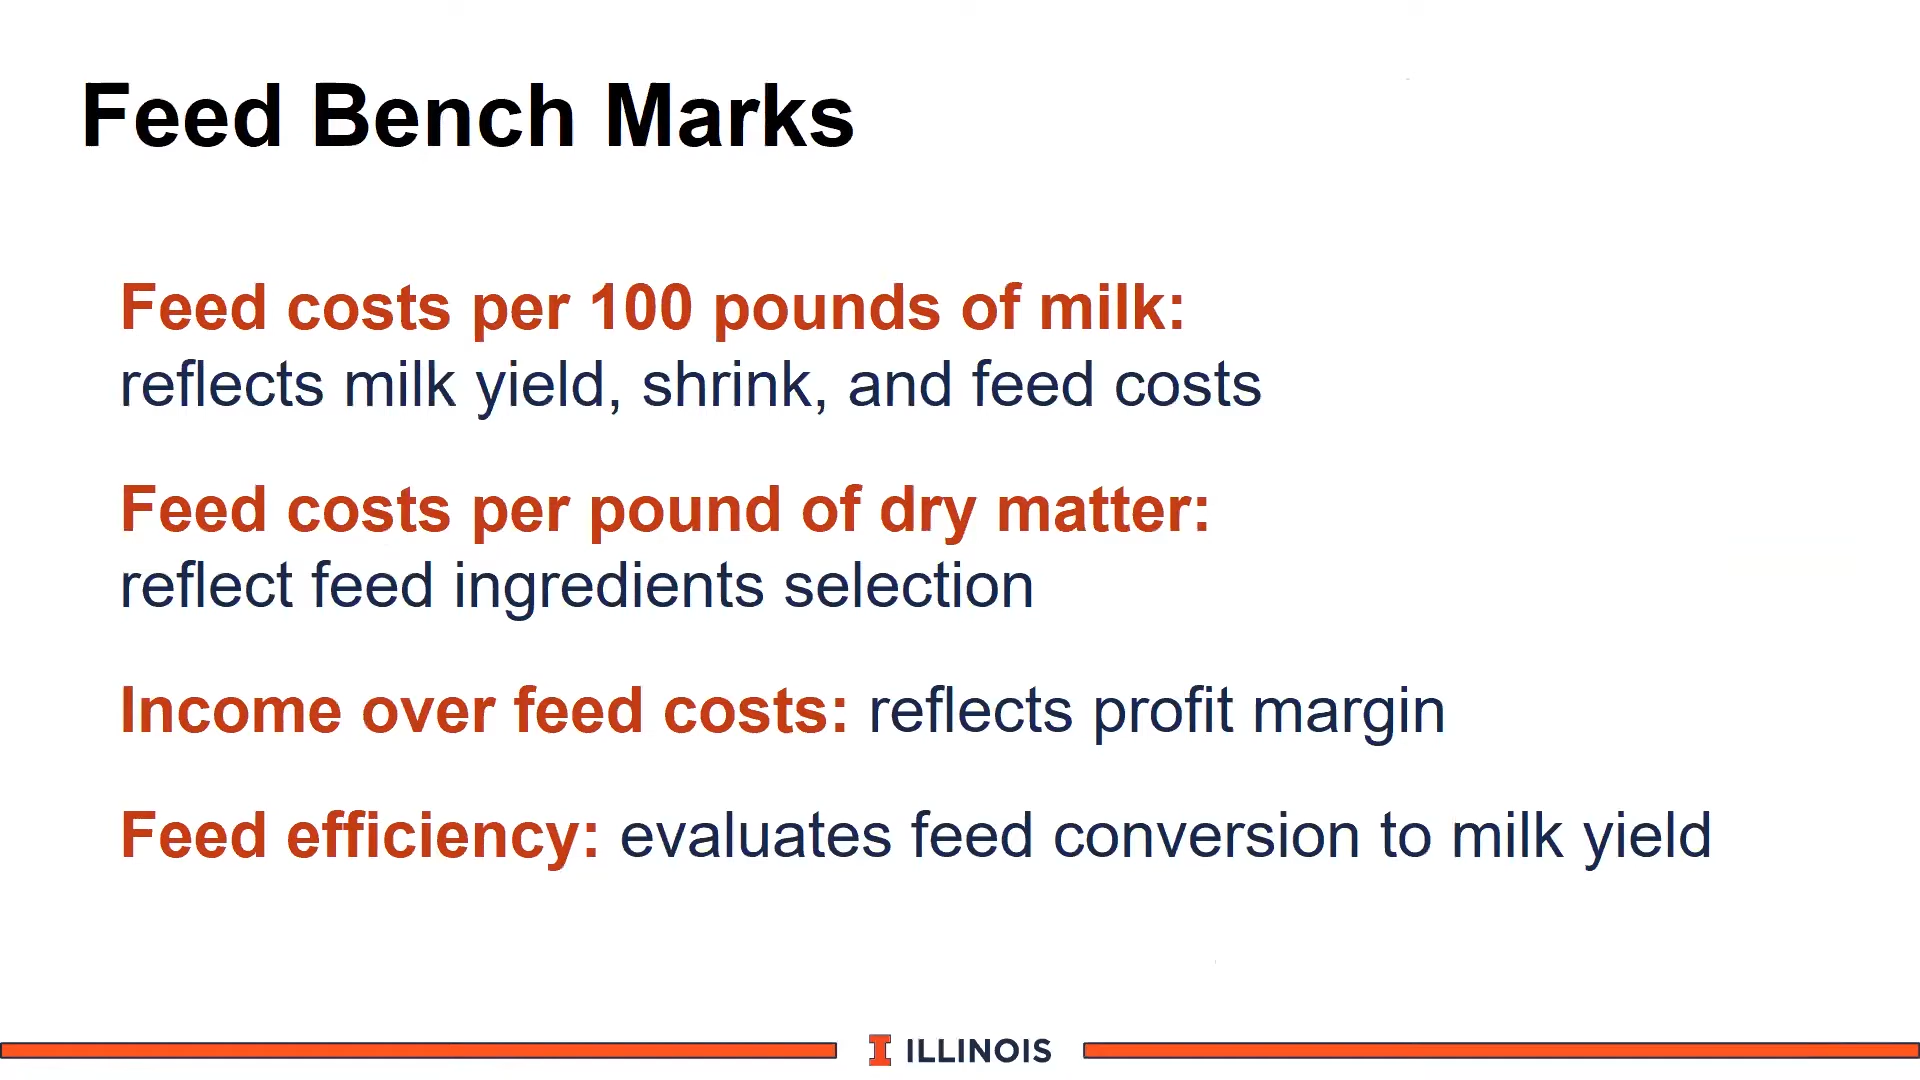 Feed Bench Marks
Feed costs per 100 pounds of milk:
reflects milk yield, shrink, and feed costs
Feed costs per pound of dry matter:
reflect feed ingredients selection
Income over feed costs: reflects profit margin
Feed efficiency: evaluates feed conversion to milk yield
I ILLINOIS